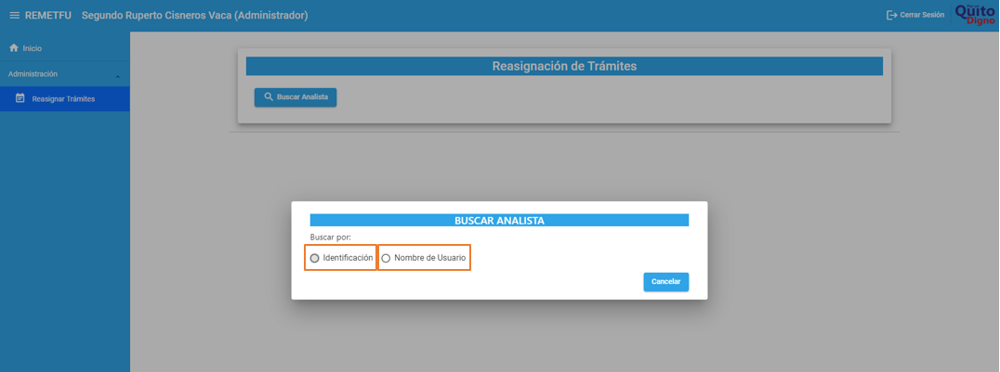 REMETFU Segundo Ruperto Cisneros Vaca (Administrador) Cerrar Sesión
Quito
Digno
Inicio
Administración
Reasignar Trámites
Reasignación de Trámites
Buscar Analista
BUSCAR ANALISTA
Buscar por:
Identificación Nombre de Usuario
Cancelar